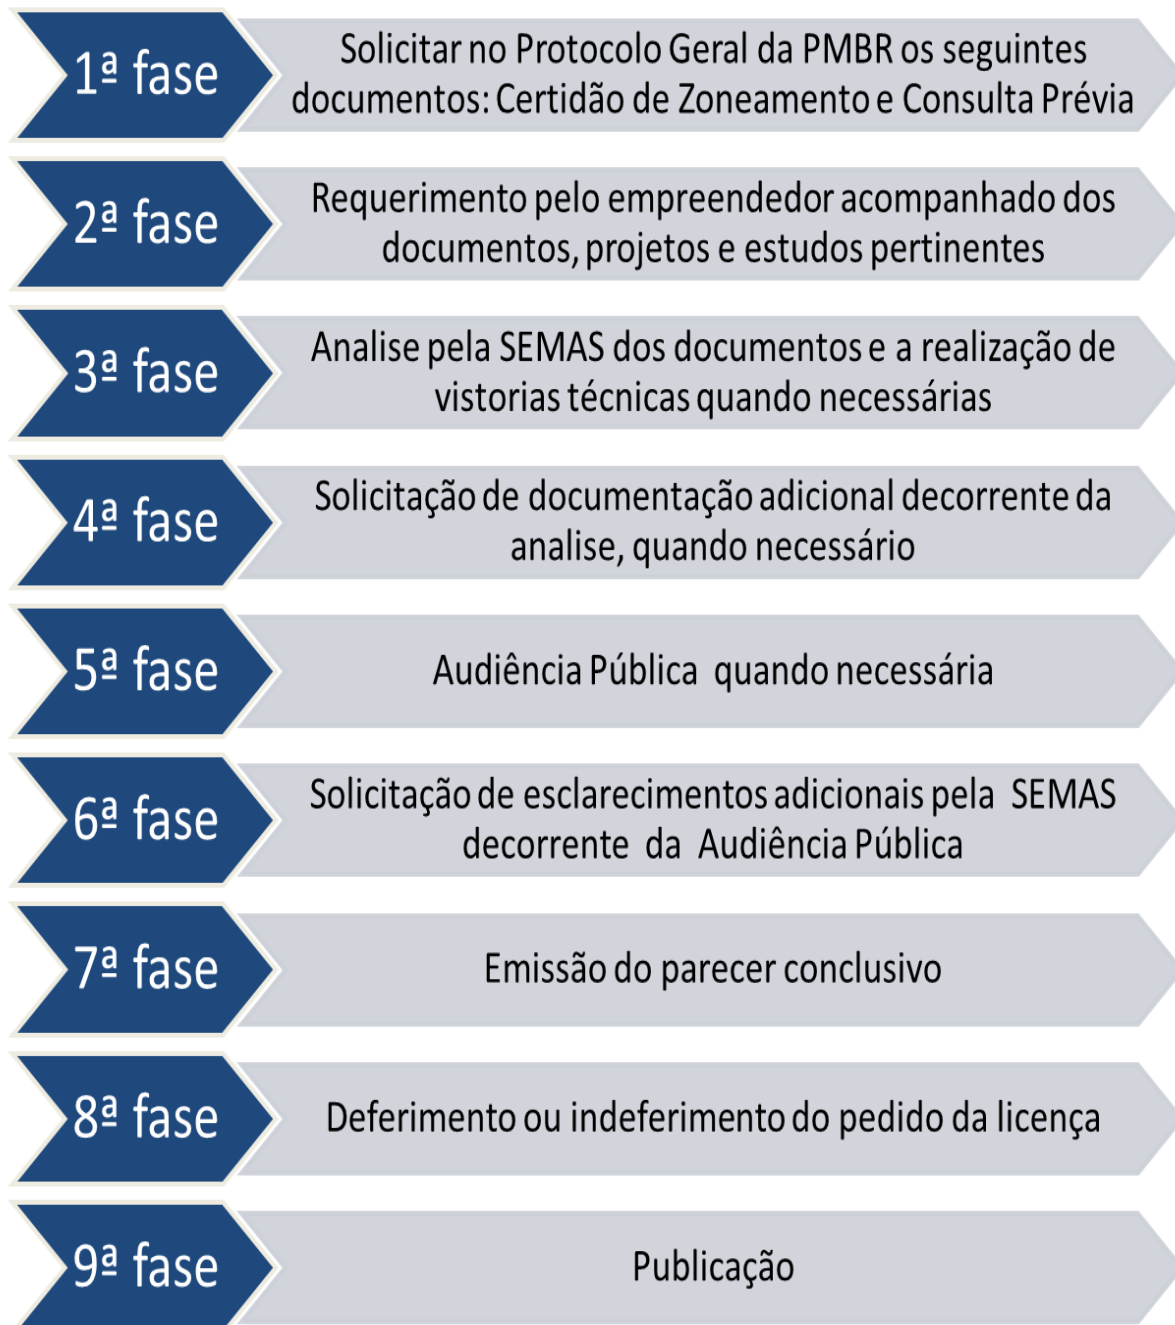 1ª fase
Solicitar no Protocolo Geral da PMBR os seguintes
documentos: Certidão de Zoneamento e Consulta Prévia
2ª fase
Requerimento pelo empreendedor acompanhado dos
documentos, projetos e estudos pertinentes
3ª fase
Analise pela SEMAS dos documentos e a realização de
vistorias técnicas quando necessárias
4ª fase
Solicitação de documentação adicional decorrente da
analise, quando necessário
5ª fase
Audiência Pública quando necessária
6ª fase
Solicitação de esclarecimentos adicionais pela SEMAS
decorrente da Audiência Pública
7ª fase
Emissão do parecer conclusivo
8ª fase
Deferimento ou indeferimento do pedido da licença
9ª fase
Publicação